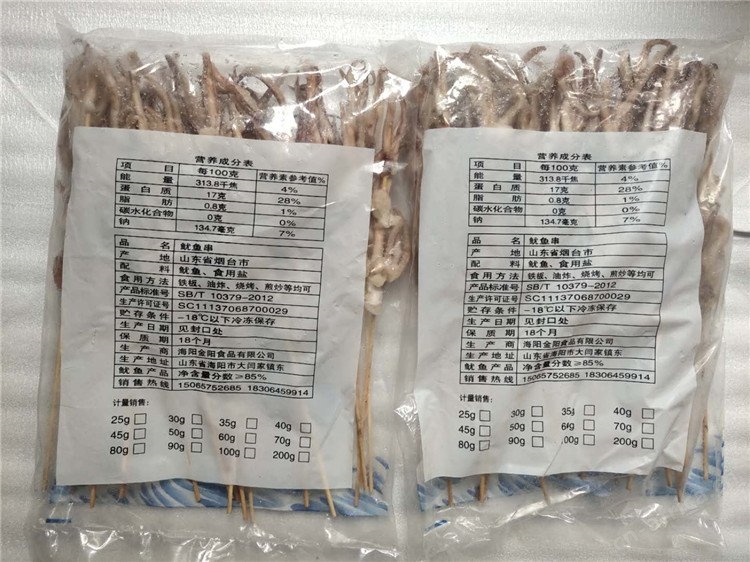 营养成分表
项目 每100克 营养素参考值%
能量 313.8千焦 4%
蛋白质 17克 28%
脂肪 0.8克 1%
碳水化合物 0克 0%
钠 134.7毫克 7%
品名 鱿鱼串
产地 山东省烟台市
配料 鱿鱼、食用盐
食用方法 铁板、油炸、烧烤、煎炒等均可
产品标准号 SB/T 10379-2012
生产许可证号 SC11137068700029
贮存条件 -18℃以下冷冻保存
生产日期 见封口处
保质期 18个月
生产商 海阳金阳食品有限公司
生产地址 山东省海阳市大闫家镇东
鱿鱼产品 净含量分数≥85%
销售热线 15065752685 18306459914
计量销售:
25g 30g 35g 40g
45g 50g 60g 70g
80g 90g 100g 200g
营养成分表
项目 每100克 营养素参考值%
能量 313.8千焦 4%
蛋白质 17克 28%
脂肪 0.8克 1%
碳水化合物 0克 0%
钠 134.7毫克 7%
品名 鱿鱼串
产地 山东省烟台市
配料 鱿鱼、食用盐
食用方法 铁板、油炸、烧烤、煎炒等均可
产品标准号 SB/T 10379-2012
生产许可证号 SC11137068700029
贮存条件 -18℃以下冷冻保存
生产日期 见封口处
保质期 18个月
生产商 海阳金阳食品有限公司
生产地址 山东省海阳市大闫家镇东
鱿鱼产品 净含量分数≥85%
销售热线 15065752685 18306459914
计量销售:
25g 30g 35g 40g
45g 50g 60g 70g
80g 90g 100g 200g